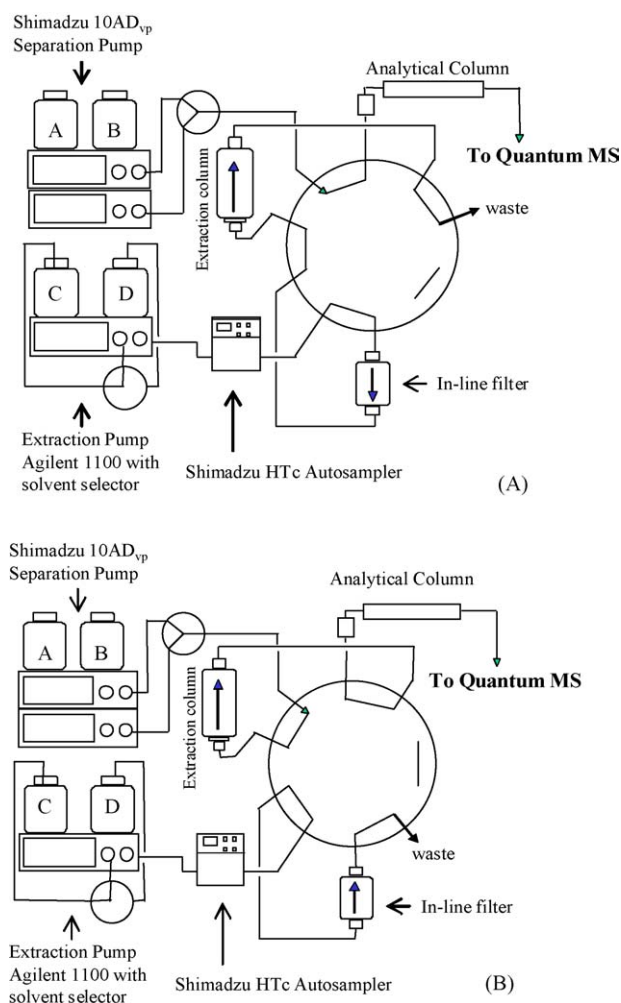 Shimadzu 10ADvp
Separation Pump
Analytical Column
A
B
To Quantum MS
Extraction column
waste
C
D
In-line filter
Extraction Pump
Agilent 1100 with
solvent selector
Shimadzu HTc Autosampler
(A)
Shimadzu 10ADvp
Separation Pump
Analytical Column
A
B
To Quantum MS
Extraction column
C
D
waste
In-line filter
Extraction Pump
Agilent 1100 with
solvent selector
Shimadzu HTc Autosampler
(B)